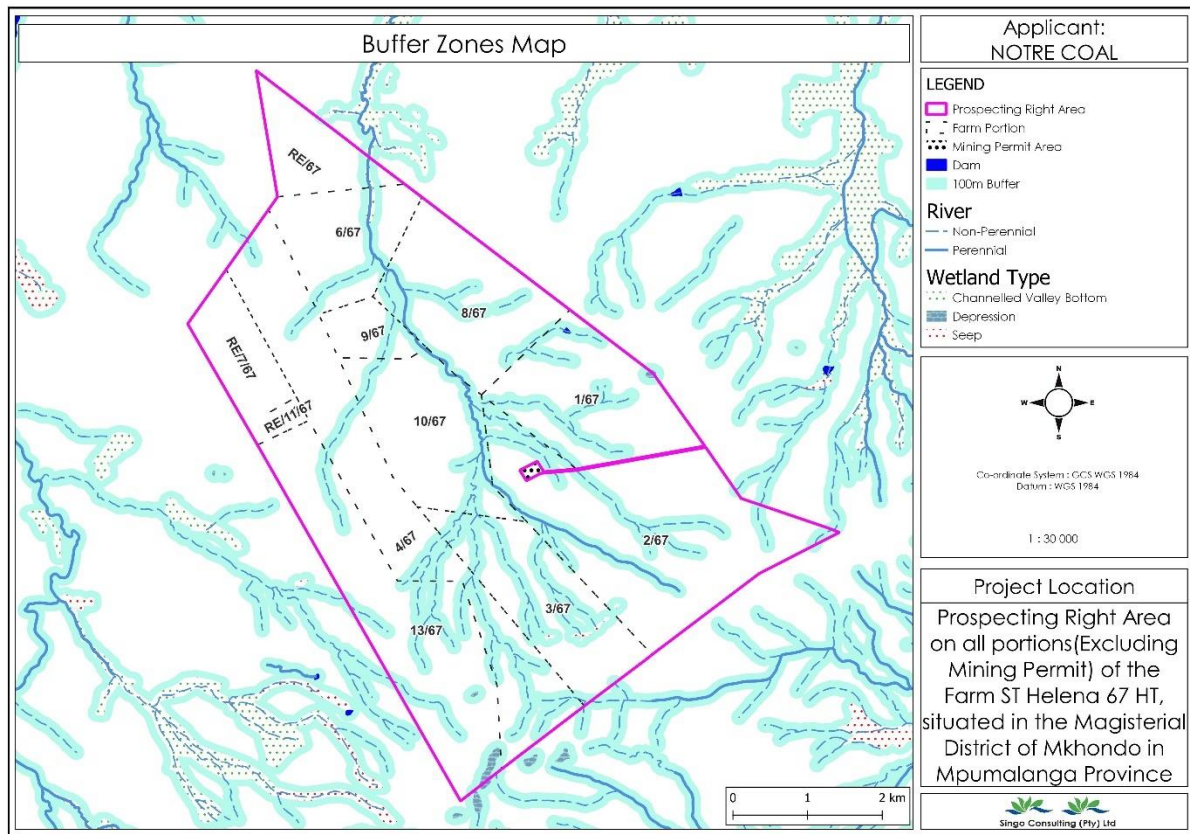 Buffer Zones Map
RE/67
6/67
8/67
9/67
RE/7/67
1/67
RE/11/67
10/67
2/67
4/67
3/67
13/67
0 1 2 km
Applicant:
NOTRE COAL
LEGEND
Prospecting Right Area
Farm Portion
Mining Permit Area
Dam
100m Buffer
River
Non-Perennial
Perennial
Wetland Type
Channelled Valley Bottom
Depression
Seep
N
W E
S
Co-ordinate System : GCS WGS 1984
Datum : WGS 1984
1 : 30 000
Project Location
Prospecting Right Area
on all portions(Excluding
Mining Permit) of the
Farm ST Helena 67 HT,
situated in the Magisterial
District of Mkhondo in
Mpumalanga Province
Singo Consulting (Pty) Ltd